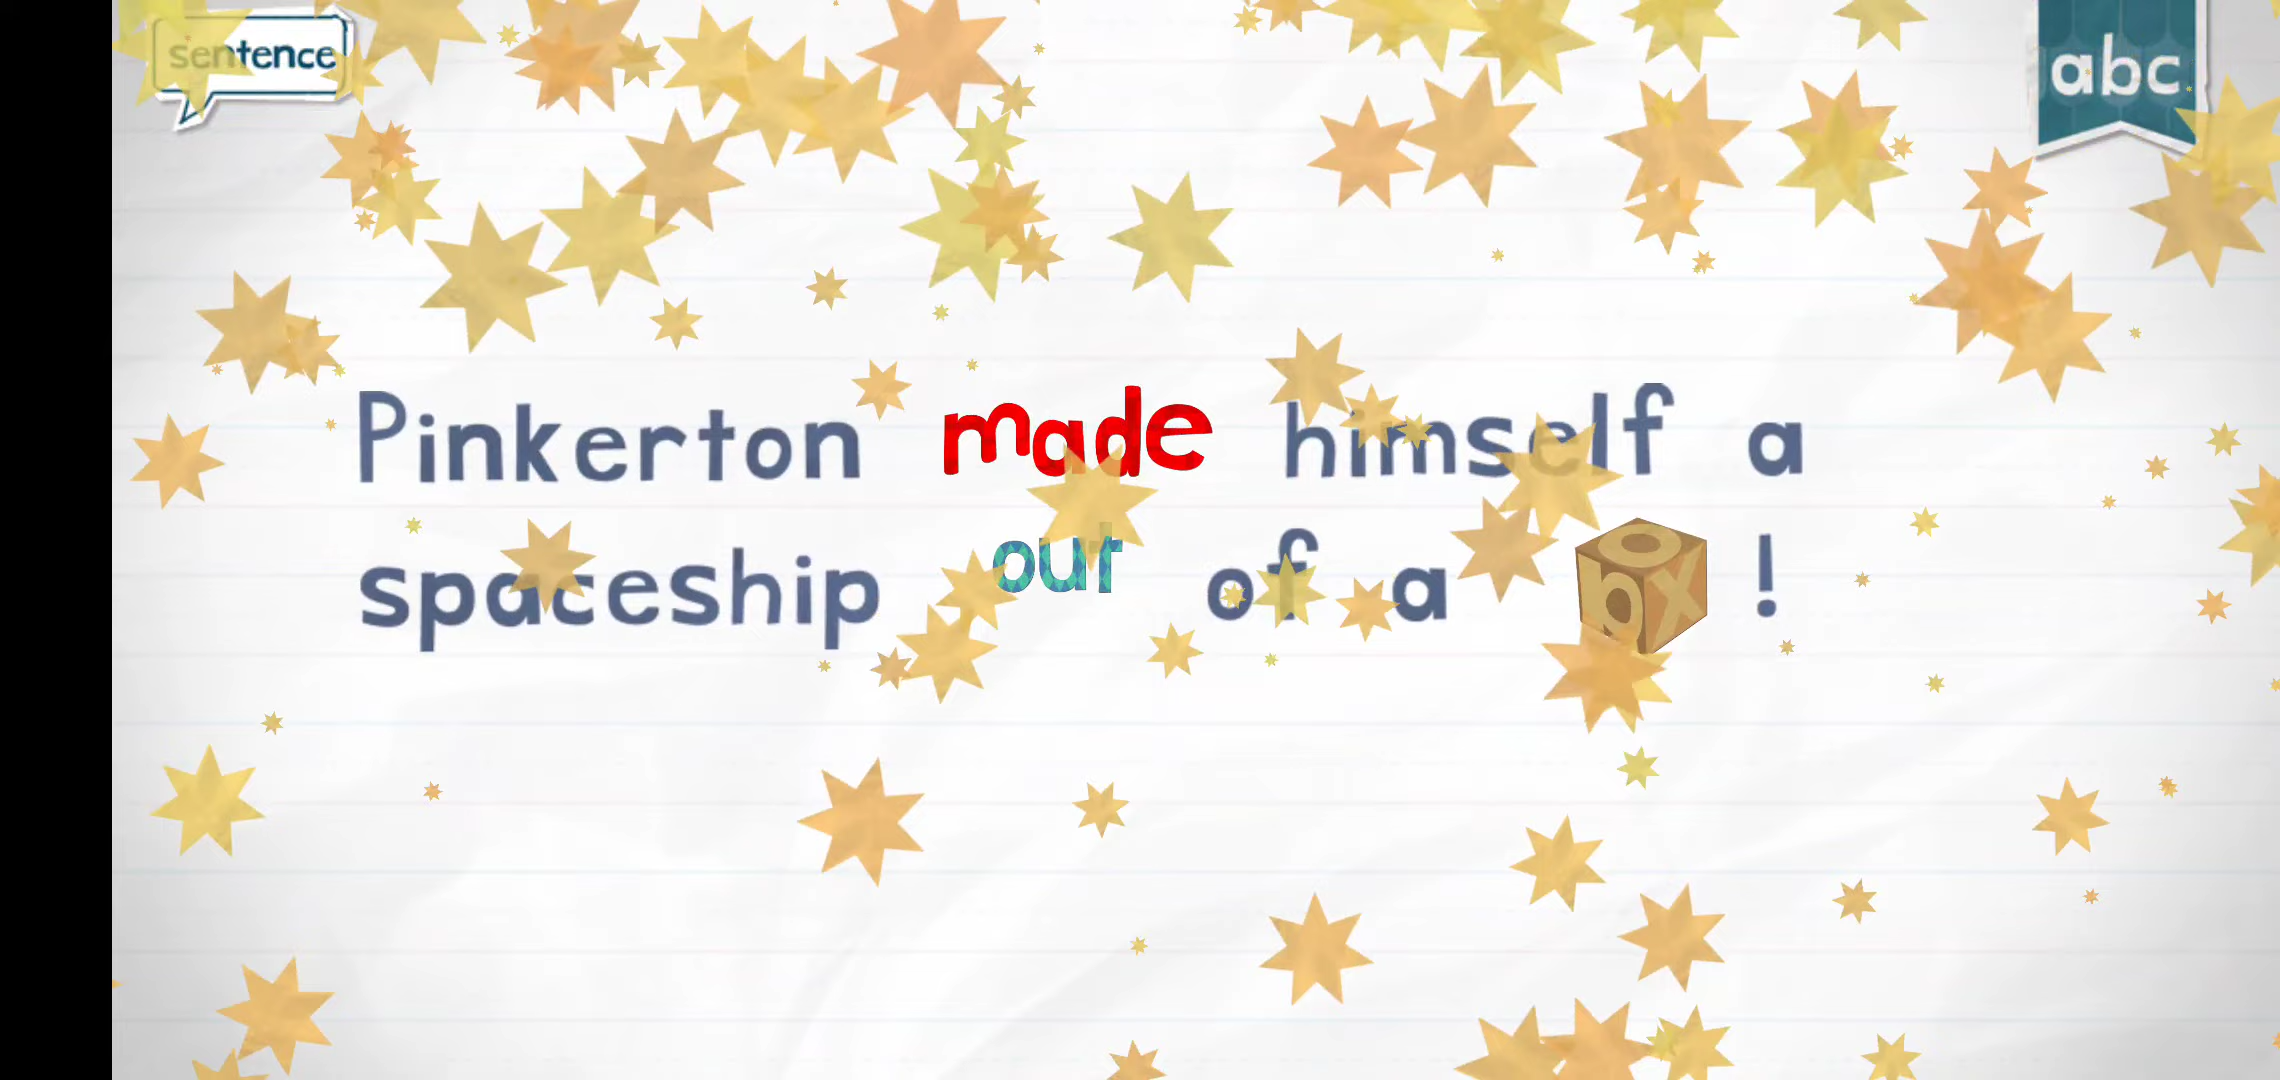 sentence
abc
Pinkerton made himself a
spaceship out of a box !